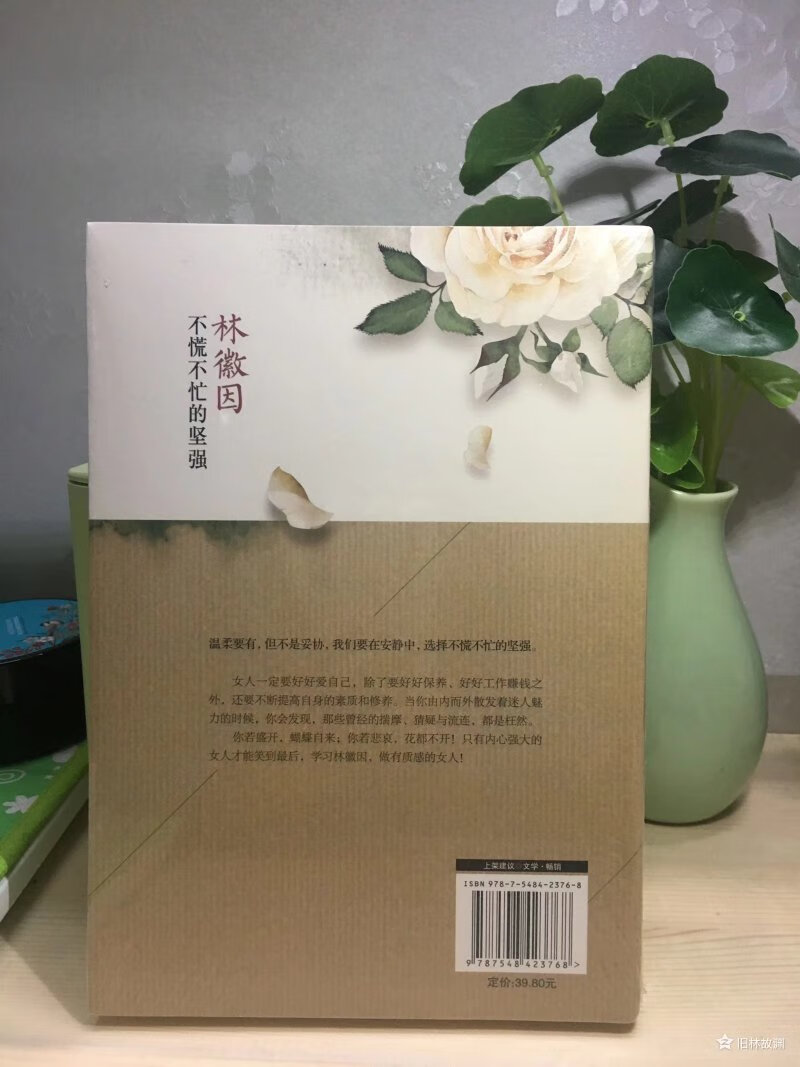 林徽因
不慌不忙的坚强
温柔要有，但不是妥协，我们要在安静中，选择不慌不忙的坚强。
女人一定要好好爱自己，除了要好好保养、好好工作赚钱之
外，还要不断提高自身的素质和修养。当你由内而外散发着迷人魅
力的时候，你会发现，那些曾经的揣摩、猜疑与流连，都是枉然。
你若盛开，蝴蝶自来；你若悲哀，花都不开！只有内心强大的
女人才能笑到最后，学习林徽因，做有质感的女人！
上架建议 文学·畅销
ISBN 978-7-5484-2376-8
9 787548 423768 >
定价:39.80元
旧林故渊